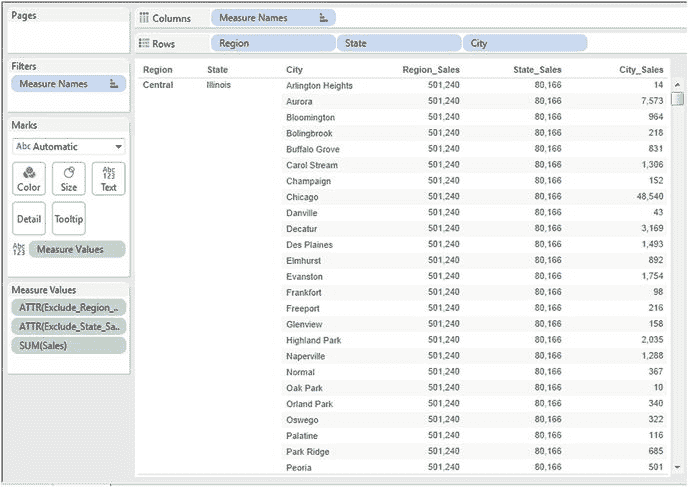 Pages
Columns Measure Names
Rows Region State City
Filters
Measure Names
Marks
Abc Automatic
Color Size Abc 123 Text
Detail Tooltip
Abc 123 Measure Values
Measure Values
ATTR(Exclude_Region_..
ATTR(Exclude_State_Sa..
SUM(Sales)
Region State City Region_Sales State_Sales City_Sales
Central Illinois Arlington Heights 501,240 80,166 14
Aurora 501,240 80,166 7,573
Bloomington 501,240 80,166 964
Bolingbrook 501,240 80,166 218
Buffalo Grove 501,240 80,166 831
Carol Stream 501,240 80,166 1,306
Champaign 501,240 80,166 152
Chicago 501,240 80,166 48,540
Danville 501,240 80,166 43
Decatur 501,240 80,166 3,169
Des Plaines 501,240 80,166 1,493
Elmhurst 501,240 80,166 892
Evanston 501,240 80,166 1,754
Frankfort 501,240 80,166 98
Freeport 501,240 80,166 216
Glenview 501,240 80,166 158
Highland Park 501,240 80,166 2,035
Naperville 501,240 80,166 1,288
Normal 501,240 80,166 367
Oak Park 501,240 80,166 10
Orland Park 501,240 80,166 340
Oswego 501,240 80,166 322
Palatine 501,240 80,166 116
Park Ridge 501,240 80,166 685
Peoria 501,240 80,166 501